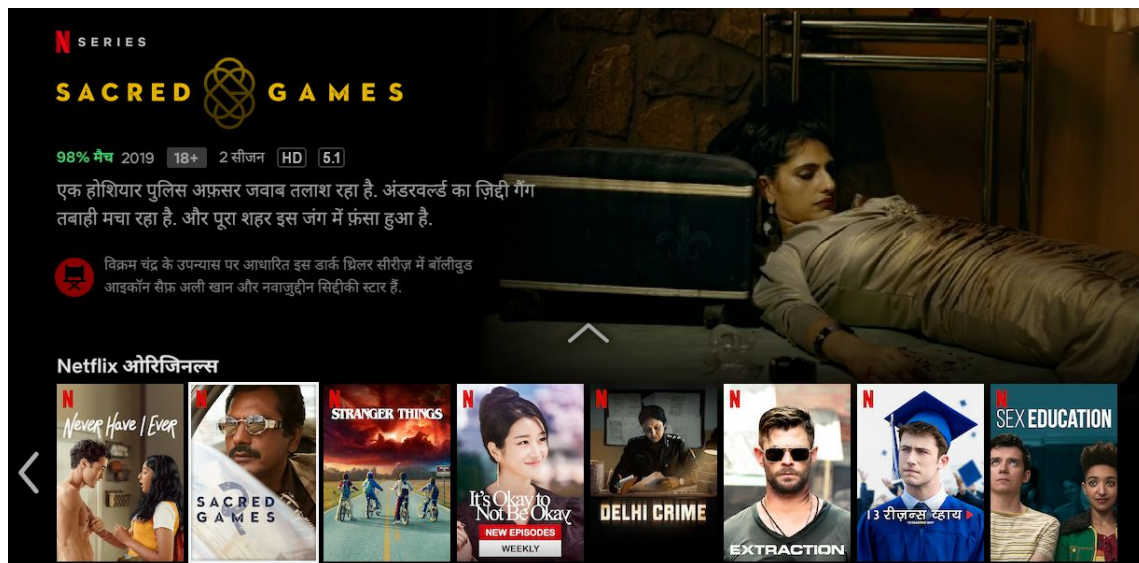 N SERIES
SACRED GAMES
98% मैच 2019 18+ 2 सीजन HD 5.1
एक होशियार पुलिस अफ़सर जवाब तलाश रहा है. अंडरवर्ल्ड का ज़िद्दी गैंग
तबाही मचा रहा है. और पूरा शहर इस जंग में फ़ंसा हुआ है.
विक्रम चंद्र के उपन्यास पर आधारित इस डार्क थ्रिलर सीरीज़ में बॉलीवुड
आइकॉन सैफ़ अली खान और नवाज़ुद्दीन सिद्दीकी स्टार हैं.
Netflix ओरिजिनल्स
N
Never Have I Ever
N
SACRED
GAMES
N
STRANGER THINGS
N
It's Okay to
Not Be Okay
NEW EPISODES
WEEKLY
N
DELHI CRIME
N
EXTRACTION
N
13 रीज़न्स व्हाय
N
SEX EDUCATION